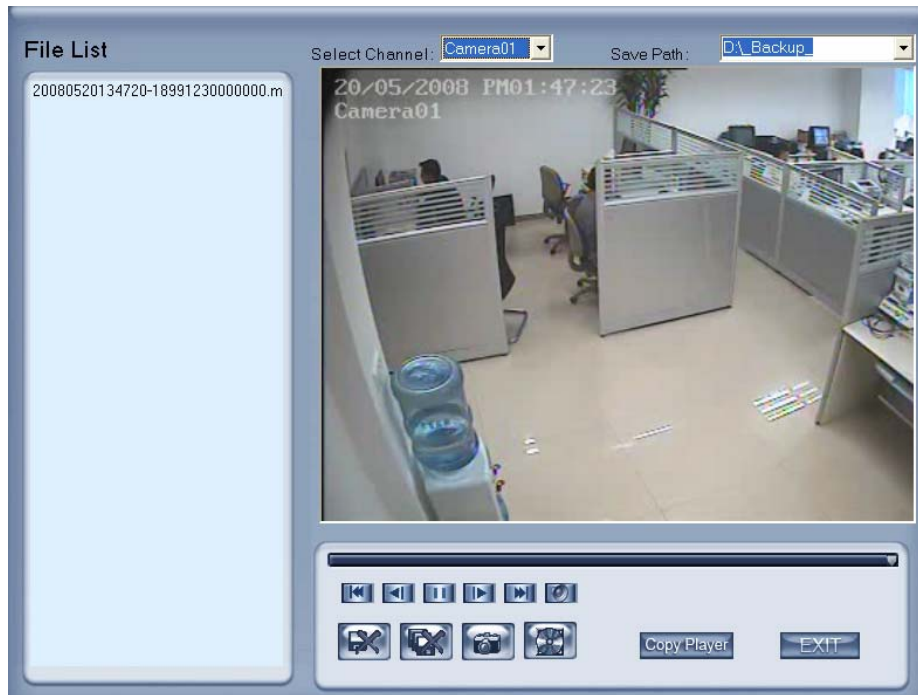 File List
Select Channel: Camera01
Save Path: D:\_Backup_
20080520134720-18991230000000.m
20/05/2008 PM01:47:23
Camera01
Copy Player
EXIT